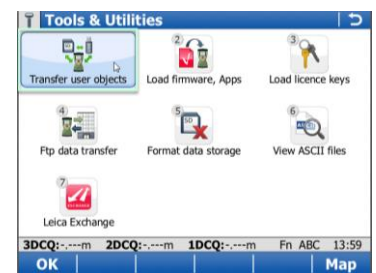 Tools & Utilities
Transfer user objects
2 Load firmware, Apps
3 Load licence keys
4 Ftp data transfer
5 Format data storage
6 View ASCII files
7 Leica Exchange
3DCQ:-.---m 2DCQ:-.---m 1DCQ:-.---m Fn ABC 13:59
OK Map